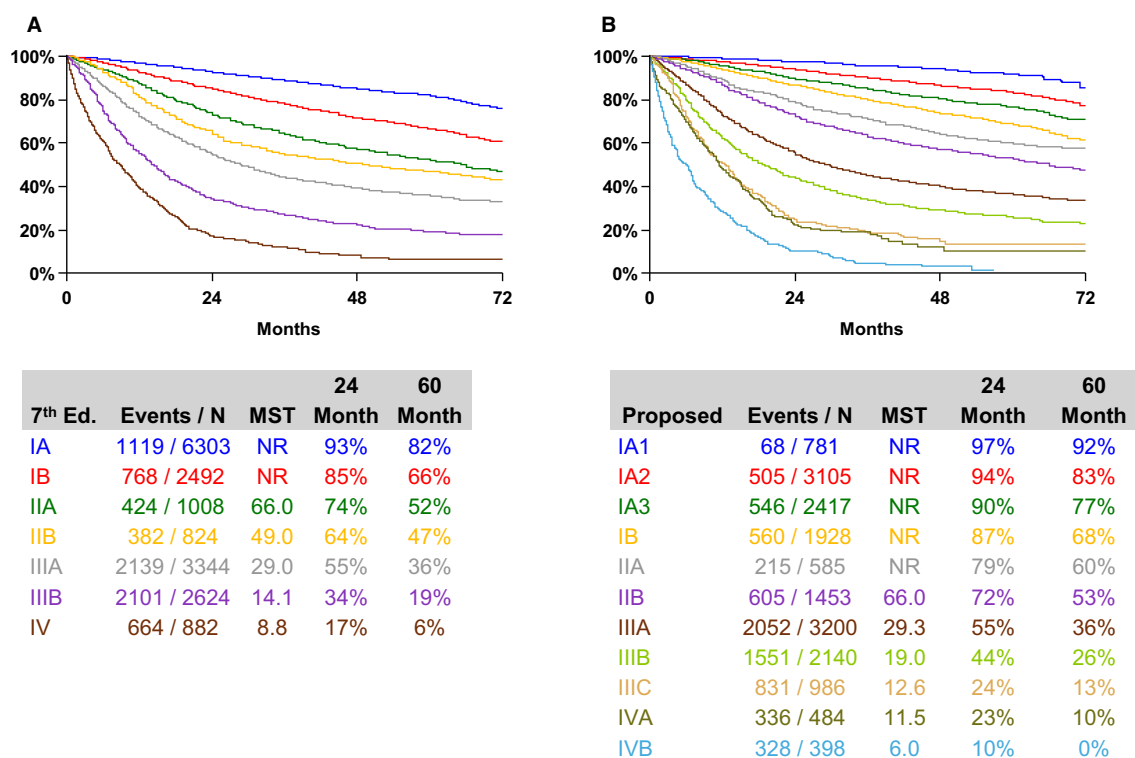 A
100%
80%
60%
40%
20%
0%
0 24 48 72
Months
24 60
7th Ed. Events / N MST Month Month
IA 1119 / 6303 NR 93% 82%
IB 768 / 2492 NR 85% 66%
IIA 424 / 1008 66.0 74% 52%
IIB 382 / 824 49.0 64% 47%
IIIA 2139 / 3344 29.0 55% 36%
IIIB 2101 / 2624 14.1 34% 19%
IV 664 / 882 8.8 17% 6%
B
100%
80%
60%
40%
20%
0%
0 24 48 72
Months
24 60
Proposed Events / N MST Month Month
IA1 68 / 781 NR 97% 92%
IA2 505 / 3105 NR 94% 83%
IA3 546 / 2417 NR 90% 77%
IB 560 / 1928 NR 87% 68%
IIA 215 / 585 NR 79% 60%
IIB 605 / 1453 66.0 72% 53%
IIIA 2052 / 3200 29.3 55% 36%
IIIB 1551 / 2140 19.0 44% 26%
IIIC 831 / 986 12.6 24% 13%
IVA 336 / 484 11.5 23% 10%
IVB 328 / 398 6.0 10% 0%